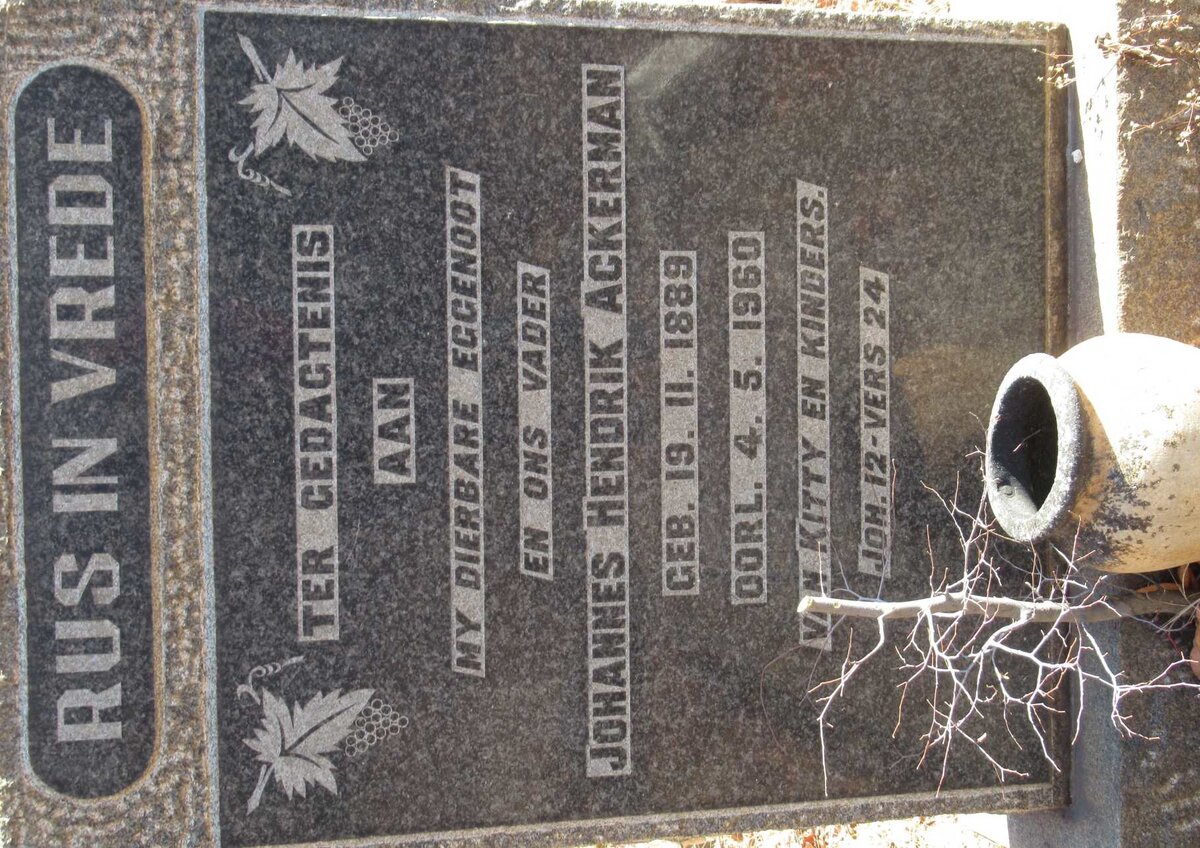 RUS IN VREDE
TER GEDAGTENIS
AAN
MY DIERBARE EGGENOOT
EN ONS VADER
JOHANNES HENDRIK ACKERMAN
GEB. 19. 11. 1889
OORL. 4. 5. 1960
VAN KITTY EN KINDERS.
JOH. 12-VERS 24